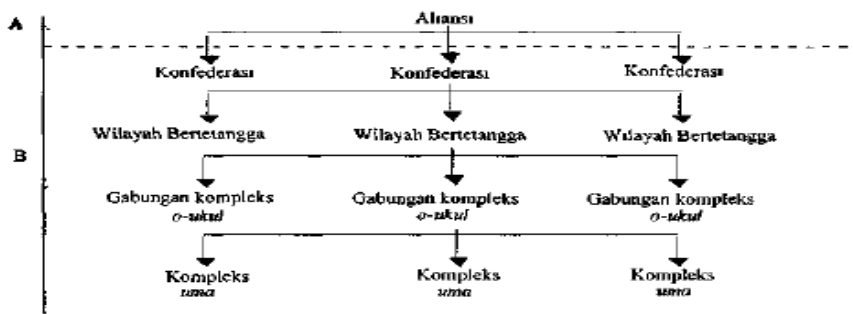 A
Aliansi
Konfederasi Konfederasi Konfederasi
Wilayah Bertetangga Wilayah Bertetangga Wilayah Bertetangga
B
Gabungan kompleks Gabungan kompleks Gabungan kompleks
o-ukul o-ukul o-ukul
Kompleks Kompleks Kompleks
uma uma uma